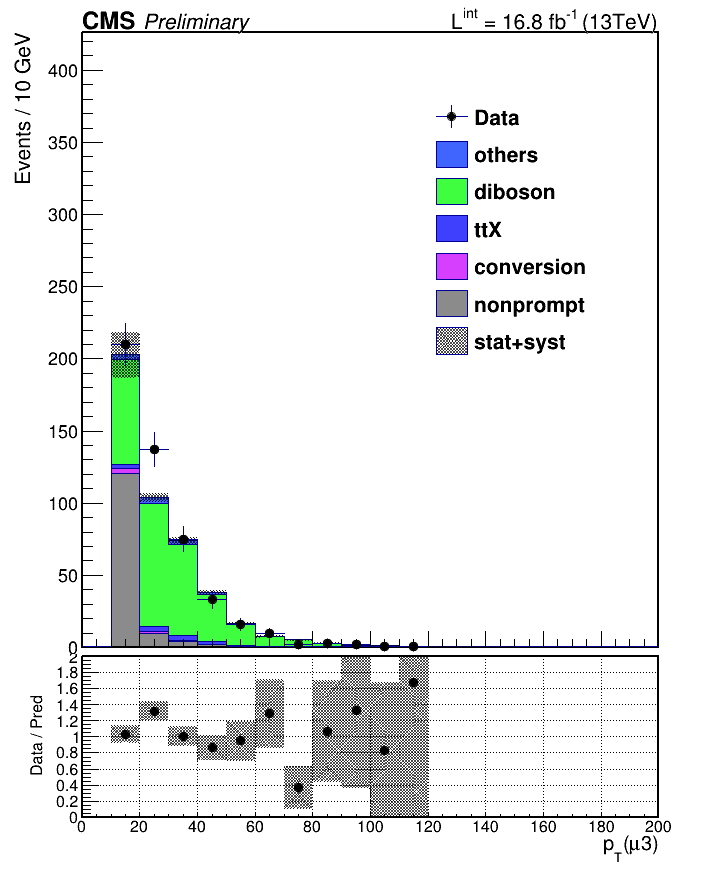 CMS Preliminary L^int = 16.8 fb^-1 (13TeV)
Events / 10 GeV
400
350
300
250
200
150
100
50
0
Data
others
diboson
ttX
conversion
nonprompt
stat+syst
Data / Pred
2
1.8
1.6
1.4
1.2
1
0.8
0.6
0.4
0.2
0
0 20 40 60 80 100 120 140 160 180 200
p_T(μ3)